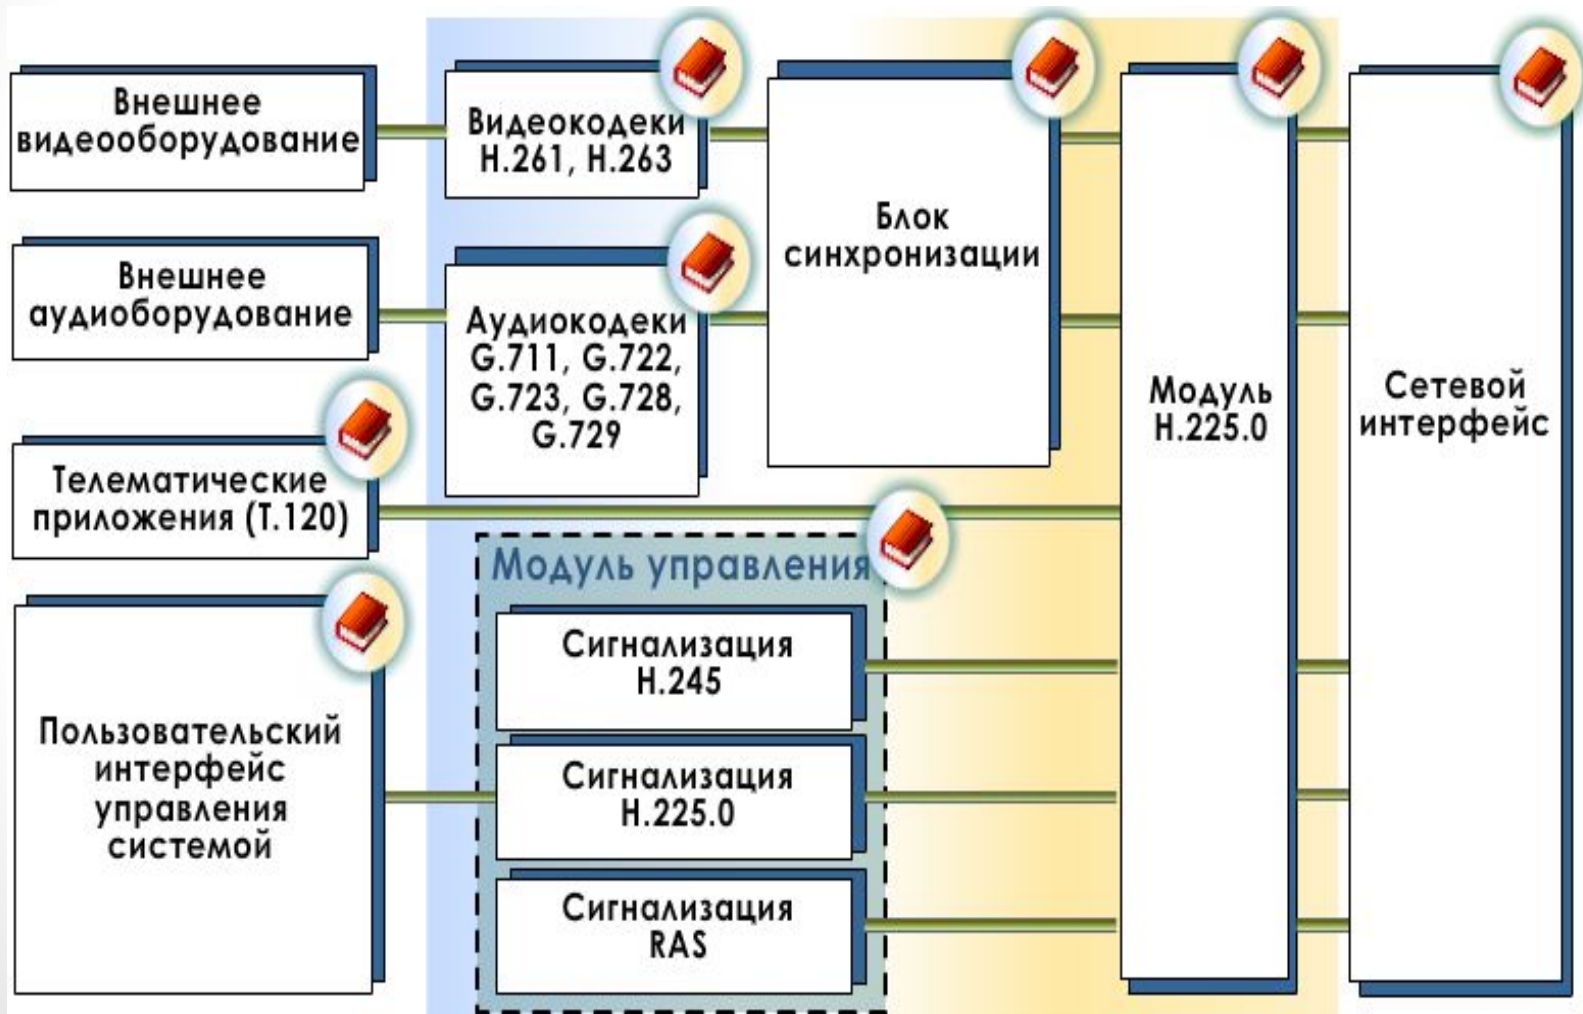 Внешнее
видеооборудование
Видеокодеки
H.261, H.263
Блок
синхронизации
Внешнее
аудиоборудование
Аудиокодеки
G.711, G.722,
G.723, G.728,
G.729
Модуль
H.225.0
Сетевой
интерфейс
Телематические
приложения (T.120)
Модуль управления
Сигнализация
H.245
Пользовательский
интерфейс
управления
системой
Сигнализация
H.225.0
Сигнализация
RAS